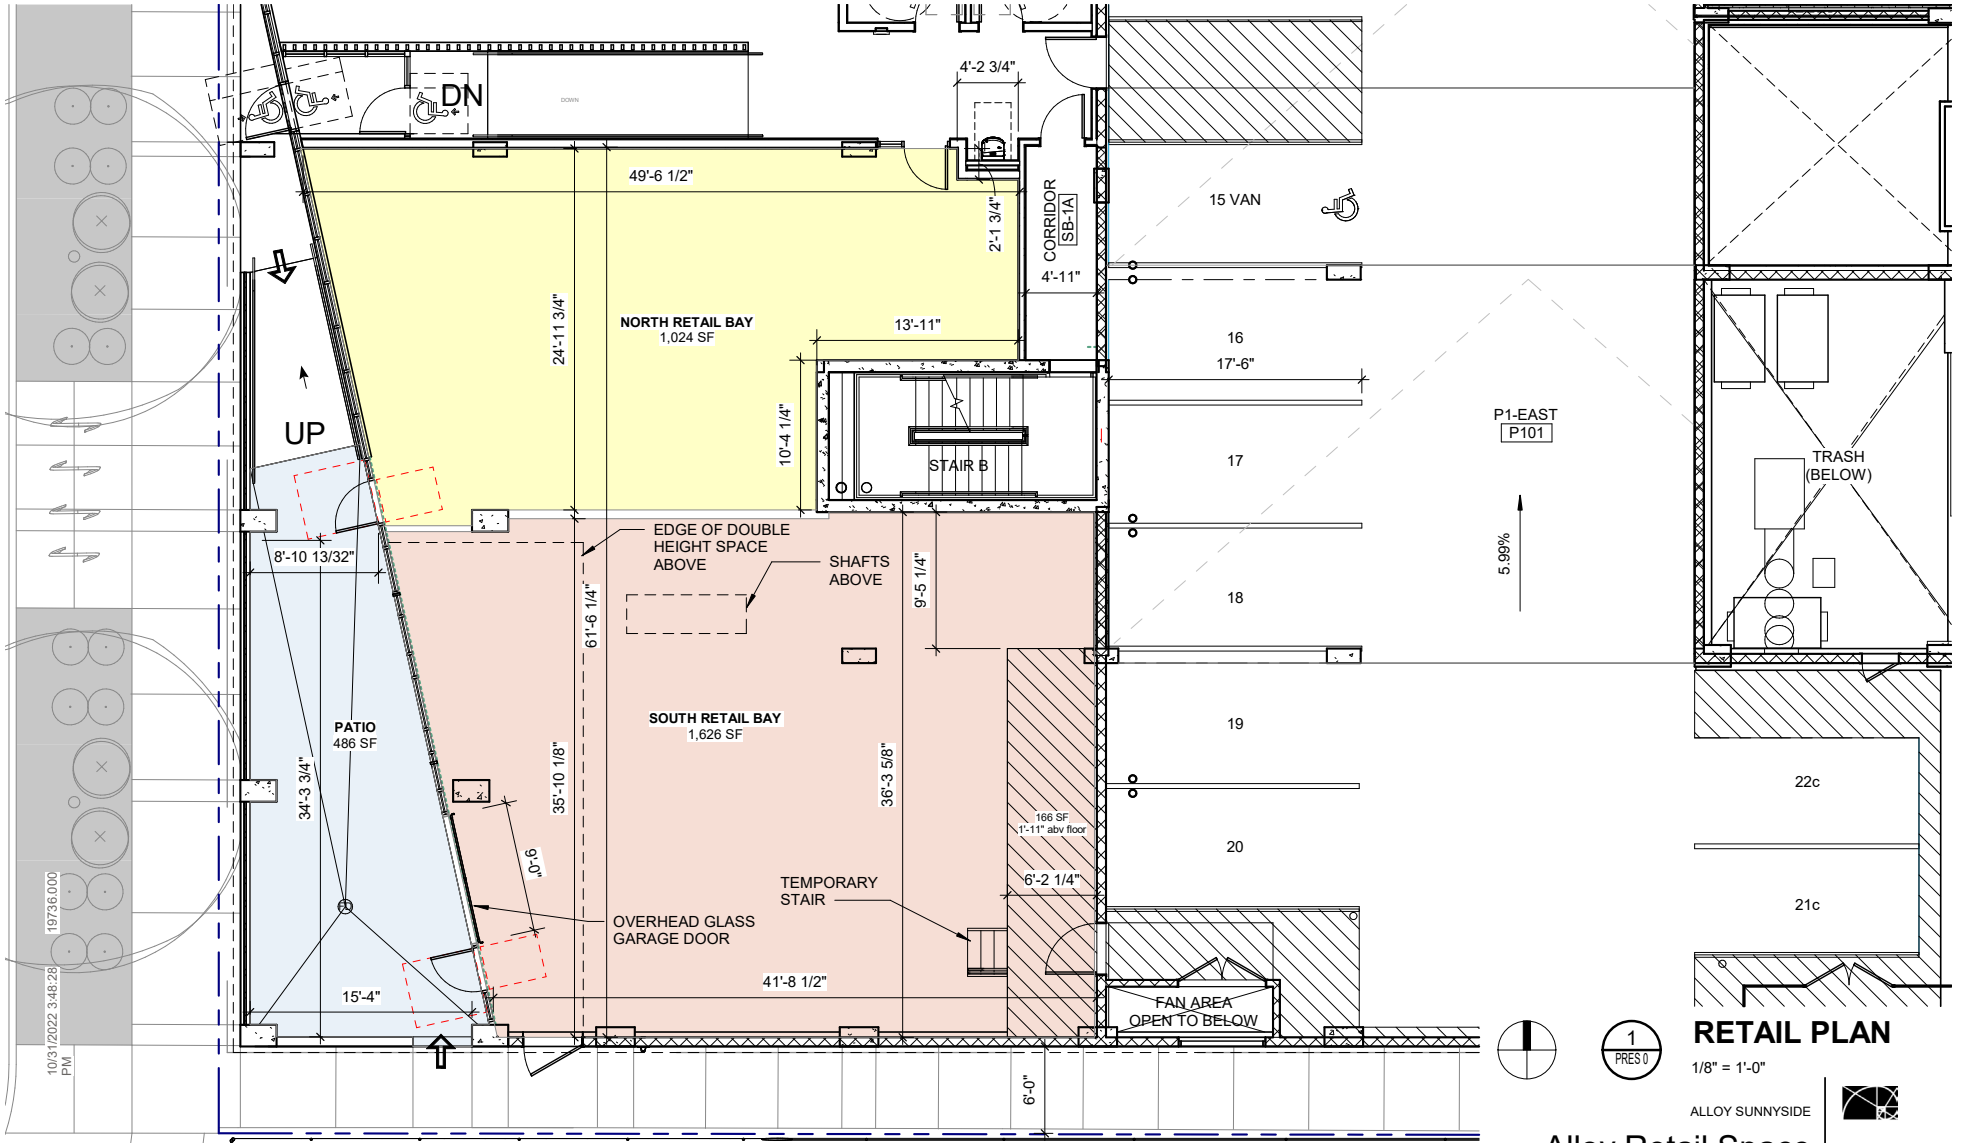 DN
DOWN
4'-2 3/4"
49'-6 1/2"
2'-1 3/4"
CORRIDOR
SB-1A
4'-11"
15 VAN
24'-11 3/4"
NORTH RETAIL BAY
1,024 SF
13'-11"
16
17'-6"
UP
10'-4 1/4"
STAIR B
17
P1-EAST
P101
TRASH
(BELOW)
5.99%
EDGE OF DOUBLE
HEIGHT SPACE
ABOVE
SHAFTS
ABOVE
8'-10 13/32"
61'-6 1/4"
9'-5 1/4"
18
PATIO
486 SF
34'-3 3/4"
SOUTH RETAIL BAY
1,626 SF
35'-10 1/8"
36'-3 5/8"
19
22c
166 SF
1'-11" abv floor
20
9'-0"
6'-2 1/4"
TEMPORARY
STAIR
21c
OVERHEAD GLASS
GARAGE DOOR
41'-8 1/2"
15'-4"
FAN AREA
OPEN TO BELOW
6'-0"
10/31/2022 3:48:28
PM
19736.000
1
PRES 0
RETAIL PLAN
1/8" = 1'-0"
ALLOY SUNNYSIDE
Alloy Retail Space